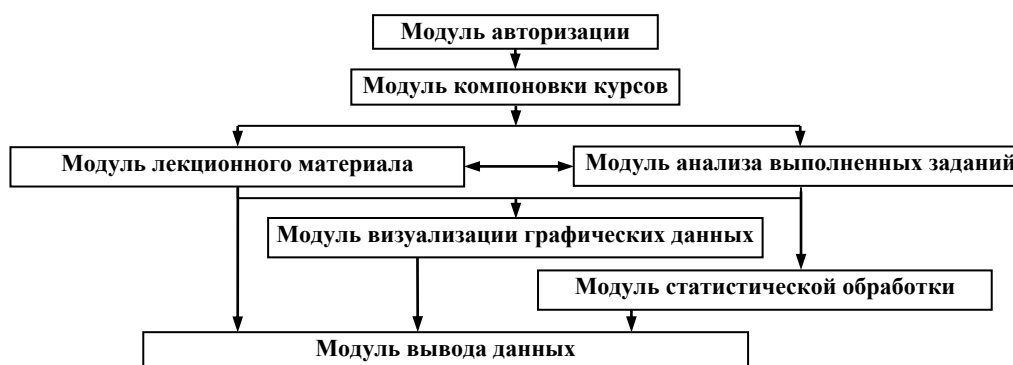 Модуль авторизации
Модуль компоновки курсов
Модуль лекционного материала
Модуль анализа выполненных заданий
Модуль визуализации графических данных
Модуль статистической обработки
Модуль вывода данных